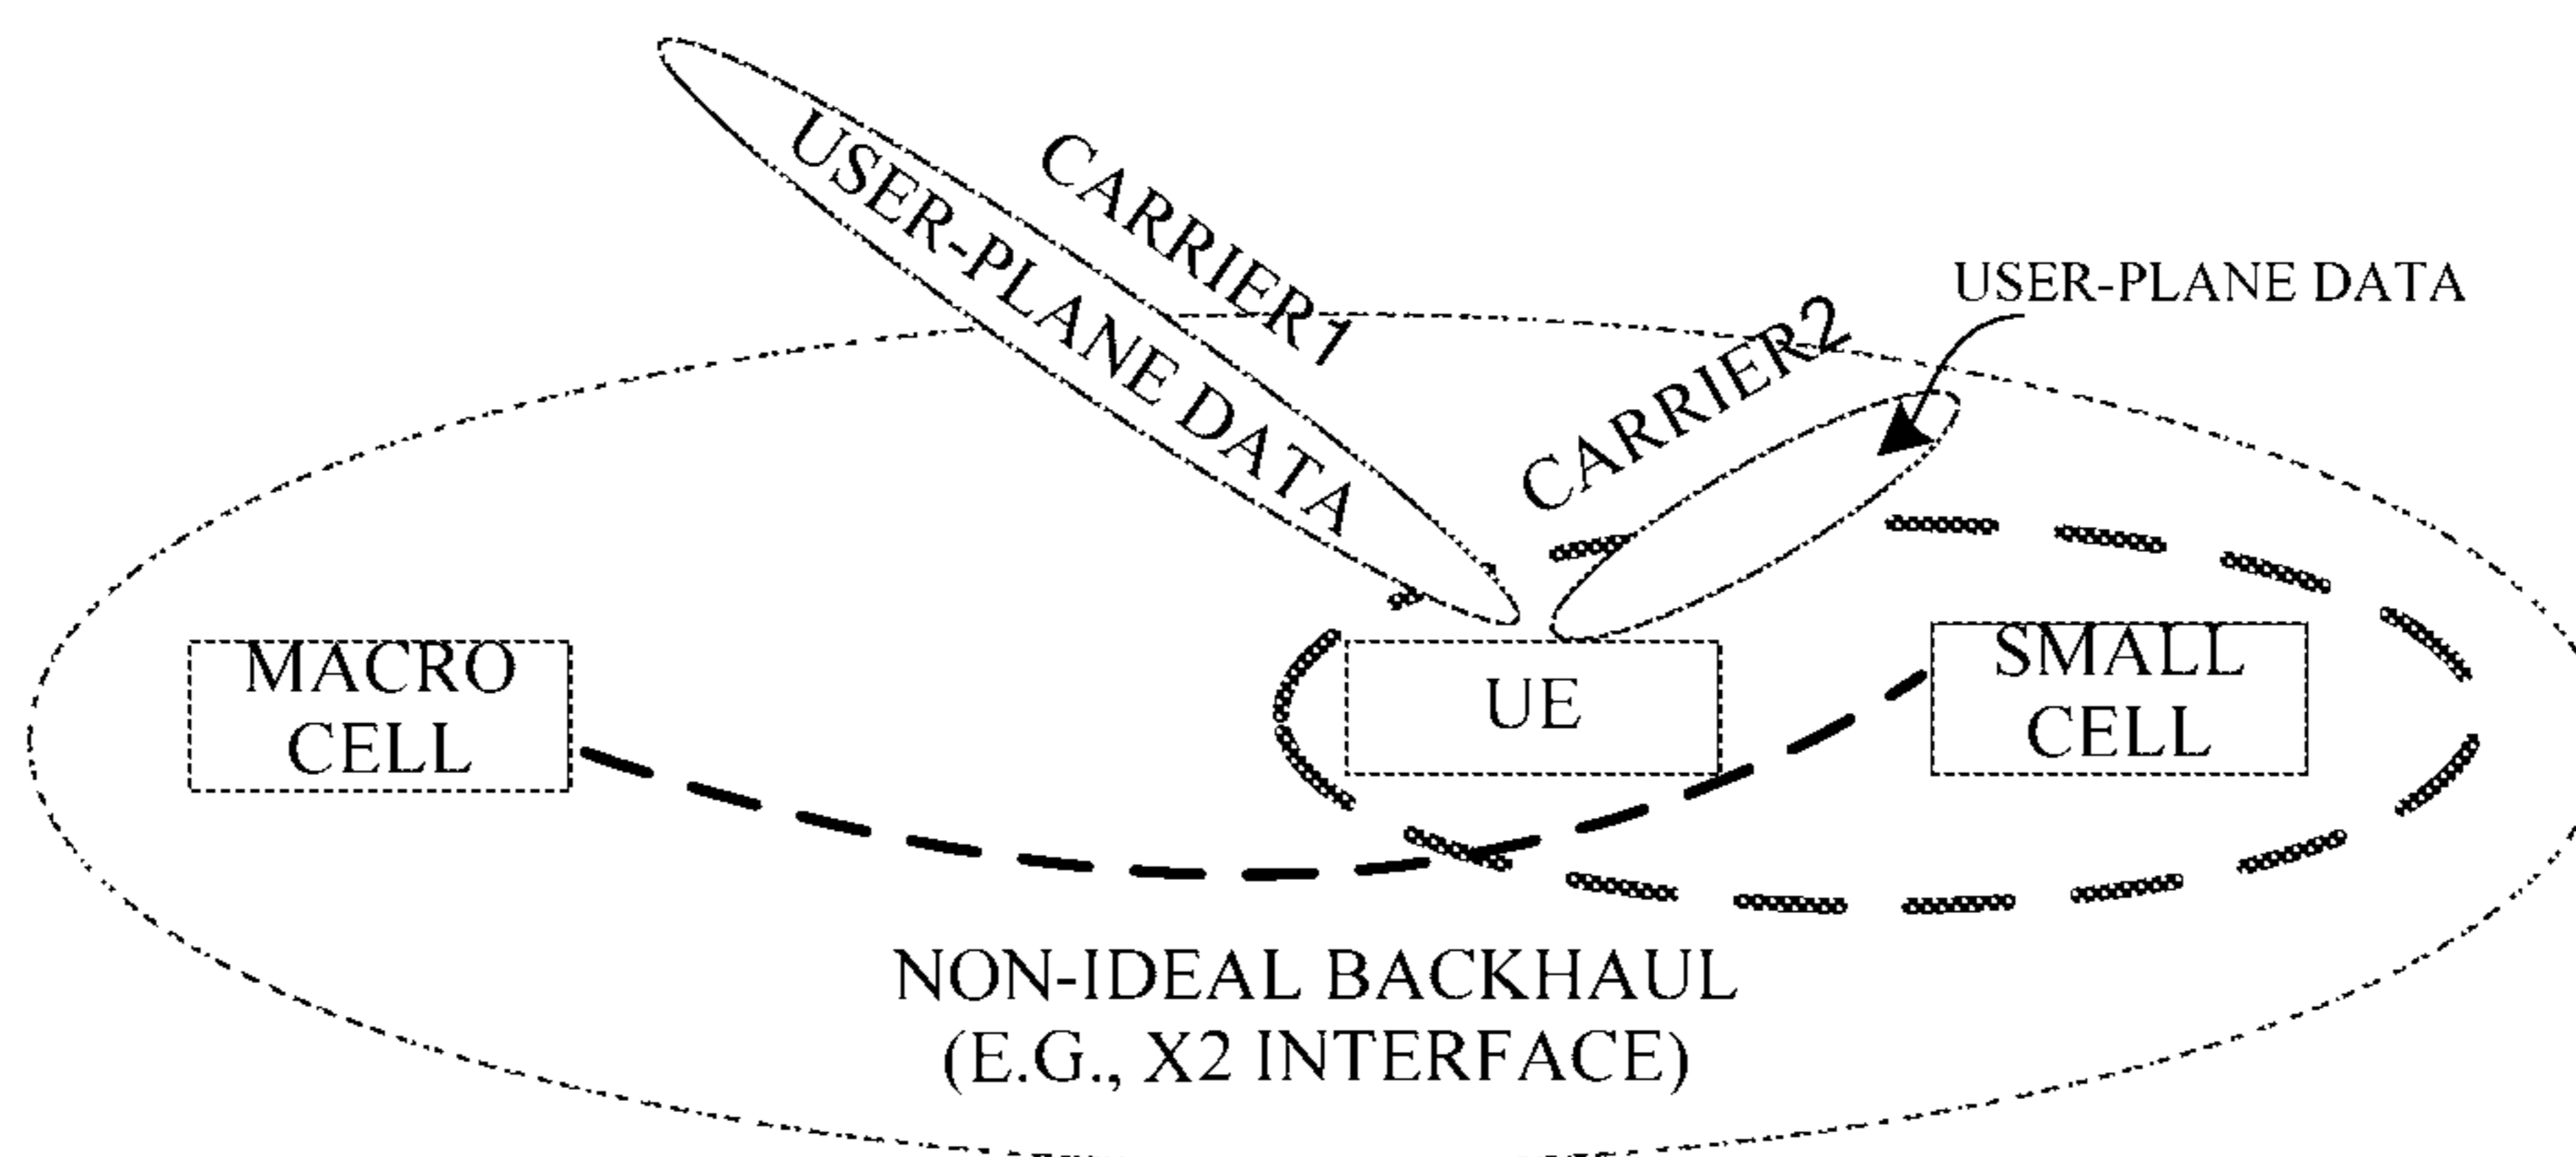 CARRIER1
USER-PLANE DATA
CARRIER2
USER-PLANE DATA
MACRO
CELL
UE
SMALL
CELL
NON-IDEAL BACKHAUL
(E.G., X2 INTERFACE)